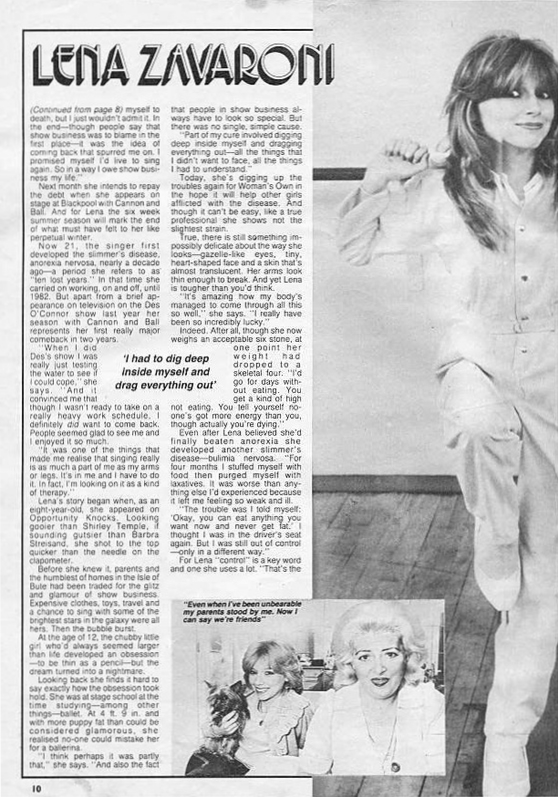 LENA ZAVARONI
(Continued from page 8) myself to
death, but I just wouldn't admit it. In
the end—though people say that
show business was to blame in the
first place—it was the idea of
coming back that spurred me on. I
promised myself I'd live to sing
again. So in a way I owe show busi-
ness my life."
Next month she intends to repay
the debt when she appears on
stage at Blackpool with Cannon and
Ball. And for Lena the six week
summer season will mark the end
of what must have felt to her like
perpetual winter.
Now 21, the singer first
developed the slimmer's disease,
anorexia nervosa, nearly a decade
ago—a period she refers to as
"ten lost years." In that time she
carried on working, on and off, until
1982. But apart from a brief ap-
pearance on television on the Des
O'Connor show last year her
season with Cannon and Ball
represents her first really major
comeback in two years.
"When I did
Des's show I was
really just testing
the water to see if
I could cope," she
says. "And it
convinced me that
though I wasn't ready to take on a
really heavy work schedule, I
definitely did want to come back.
People seemed glad to see me and
I enjoyed it so much.
"It was one of the things that
made me realise that singing really
is as much a part of me as my arms
or legs. It's in me and I have to do
it. In fact, I'm looking on it as a kind
of therapy."
Lena's story began when, as an
eight-year-old, she appeared on
Opportunity Knocks. Looking
gooier than Shirley Temple, if
sounding gutsier than Barbra
Streisand, she shot to the top
quicker than the needle on the
clapometer.
Before she knew it, parents and
the humblest of homes in the Isle of
Bute had been traded for the glitz
and glamour of show business.
Expensive clothes, toys, travel and
a chance to sing with some of the
brightest stars in the galaxy were all
hers. Then the bubble burst.
At the age of 12, the chubby little
girl who'd always seemed larger
than life developed an obsession
—to be thin as a pencil—but the
dream turned into a nightmare.
Looking back she finds it hard to
say exactly how the obsession took
hold. She was at stage school at the
time studying—among other
things—ballet. At 4 ft. 9 in. and
with more puppy fat than could be
considered glamorous, she
realised no-one could mistake her
for a ballerina.
"I think perhaps it was partly
that," she says. "And also the fact
'I had to dig deep
inside myself and
drag everything out'
that people in show business al-
ways have to look so special. But
there was no single, simple cause.
"Part of my cure involved digging
deep inside myself and dragging
everything out—all the things that
I didn't want to face, all the things
I had to understand."
Today, she's digging up the
troubles again for Woman's Own in
the hope it will help other girls
afflicted with the disease. And
though it can't be easy, like a true
professional she shows not the
slightest strain.
True, there is still something im-
possibly delicate about the way she
looks—gazelle-like eyes, tiny,
heart-shaped face and a skin that's
almost translucent. Her arms look
thin enough to break. And yet Lena
is tougher than you'd think.
"It's amazing how my body's
managed to come through all this
so well," she says. "I really have
been so incredibly lucky."
Indeed. After all, though she now
weighs an acceptable six stone, at
one point her
weight had
dropped to a
skeletal four. "I'd
go for days with-
out eating. You
get a kind of high
not eating. You tell yourself no-
one's got more energy than you,
though actually you're dying."
Even after Lena believed she'd
finally beaten anorexia she
developed another slimmer's
disease—bulimia nervosa. "For
four months I stuffed myself with
food then purged myself with
laxatives. It was worse than any-
thing else I'd experienced because
it left me feeling so weak and ill.
"The trouble was I told myself:
'Okay, you can eat anything you
want now and never get fat.' I
thought I was in the driver's seat
again. But I was still out of control
—only in a different way."
For Lena "control" is a key word
and one she uses a lot. "That's the
"Even when I've been unbearable
my parents stood by me. Now I
can say we're friends"
10